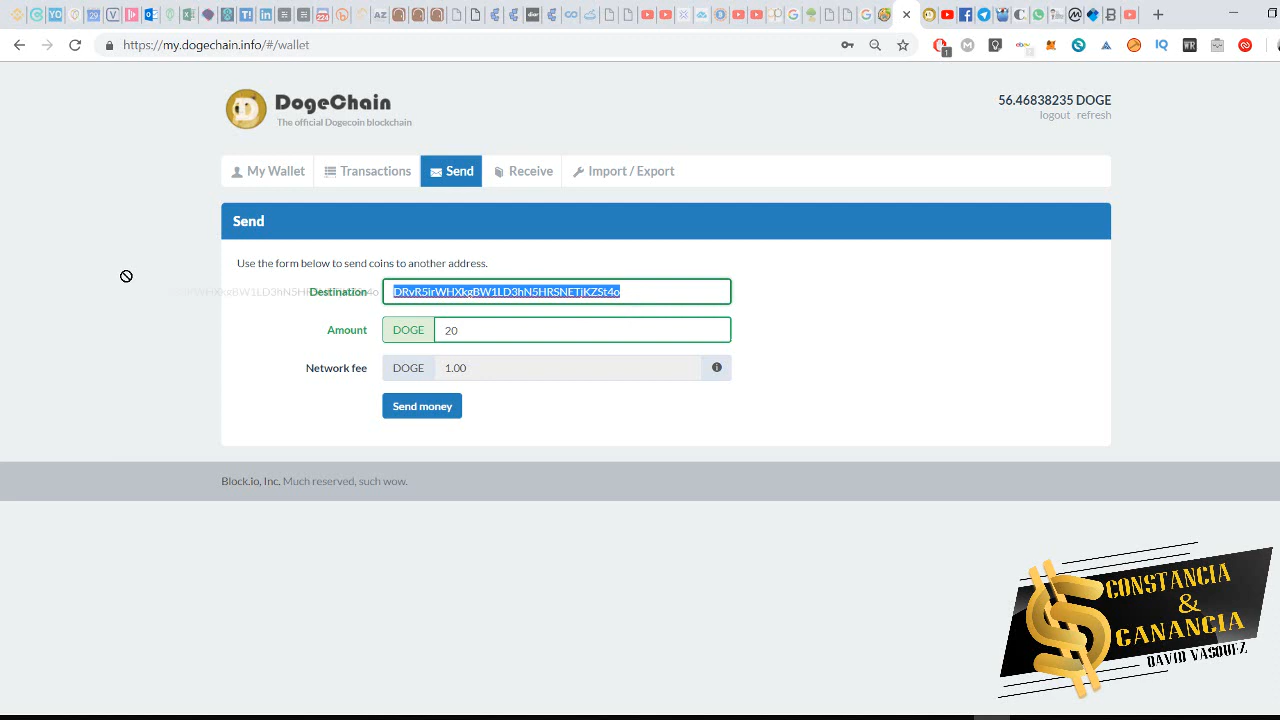 https://my.dogechain.info/#/wallet
DogeChain
The official Dogecoin blockchain
56.46838235 DOGE
logout refresh
My Wallet Transactions Send Receive Import / Export
Send
Use the form below to send coins to another address.
Destination DRvR5irWHXkgBW1LD3hN5HRSNETjKZSt4o
Amount DOGE 20
Network fee DOGE 1.00
Send money
Block.io, Inc. Much reserved, such wow.
CONSTANCIA
&
GANANCIA
DAVID VASQUEZ